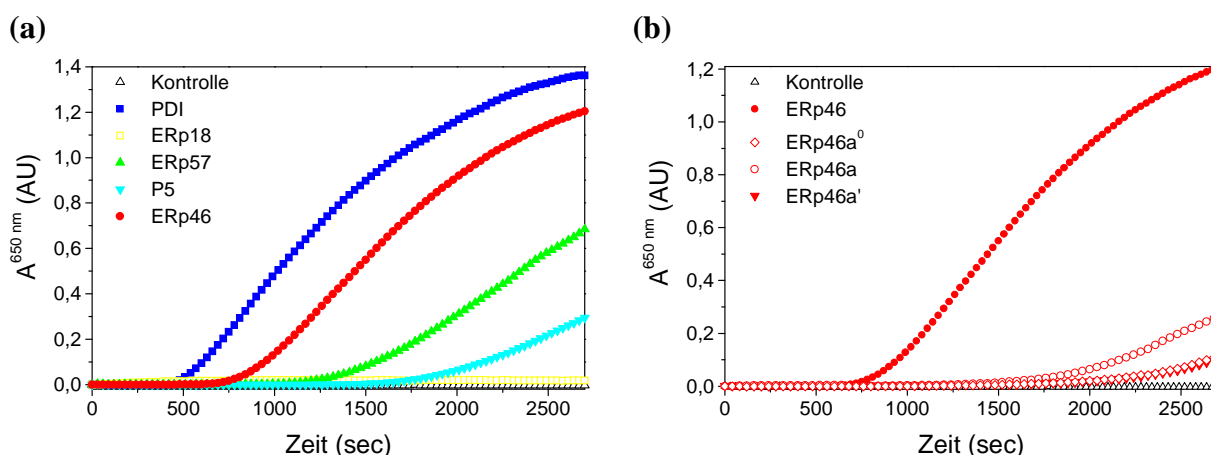 (a)
1,4
1,2
1,0
0,8
0,6
0,4
0,2
0,0
A650 nm (AU)
Kontrolle
PDI
ERp18
ERp57
P5
ERp46
0
500
1000
1500
2000
2500
Zeit (sec)
(b)
1,2
1,0
0,8
0,6
0,4
0,2
0,0
A650 nm (AU)
Kontrolle
ERp46
ERp46a0
ERp46a
ERp46a'
0
500
1000
1500
2000
2500
Zeit (sec)